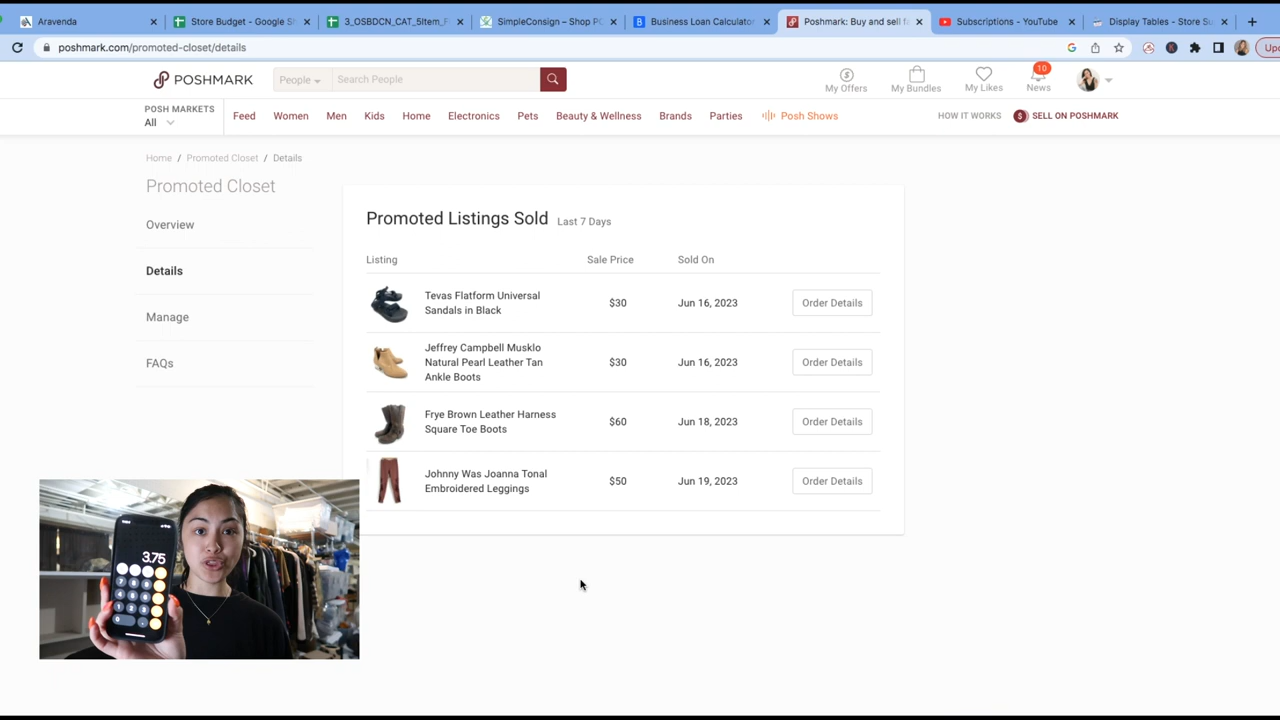 Aravenda
Store Budget - Google S
3_OSBDCN_CAT_5Item_F
SimpleConsign – Shop PO
Business Loan Calculator
Poshmark: Buy and sell f
Subscriptions - YouTube
Display Tables - Store Su
poshmark.com/promoted-closet/details
POSHMARK
People
Search People
My Offers
My Bundles
My Likes
10
News
POSH MARKETS
All
Feed
Women
Men
Kids
Home
Electronics
Pets
Beauty & Wellness
Brands
Parties
Posh Shows
HOW IT WORKS
SELL ON POSHMARK
Home / Promoted Closet / Details
Promoted Closet
Overview
Details
Manage
FAQs
Promoted Listings Sold Last 7 Days
Listing Sale Price Sold On
Tevas Flatform Universal
Sandals in Black
$30
Jun 16, 2023
Order Details
Jeffrey Campbell Musklo
Natural Pearl Leather Tan
Ankle Boots
$30
Jun 16, 2023
Order Details
Frye Brown Leather Harness
Square Toe Boots
$60
Jun 18, 2023
Order Details
Johnny Was Joanna Tonal
Embroidered Leggings
$50
Jun 19, 2023
Order Details
3.75